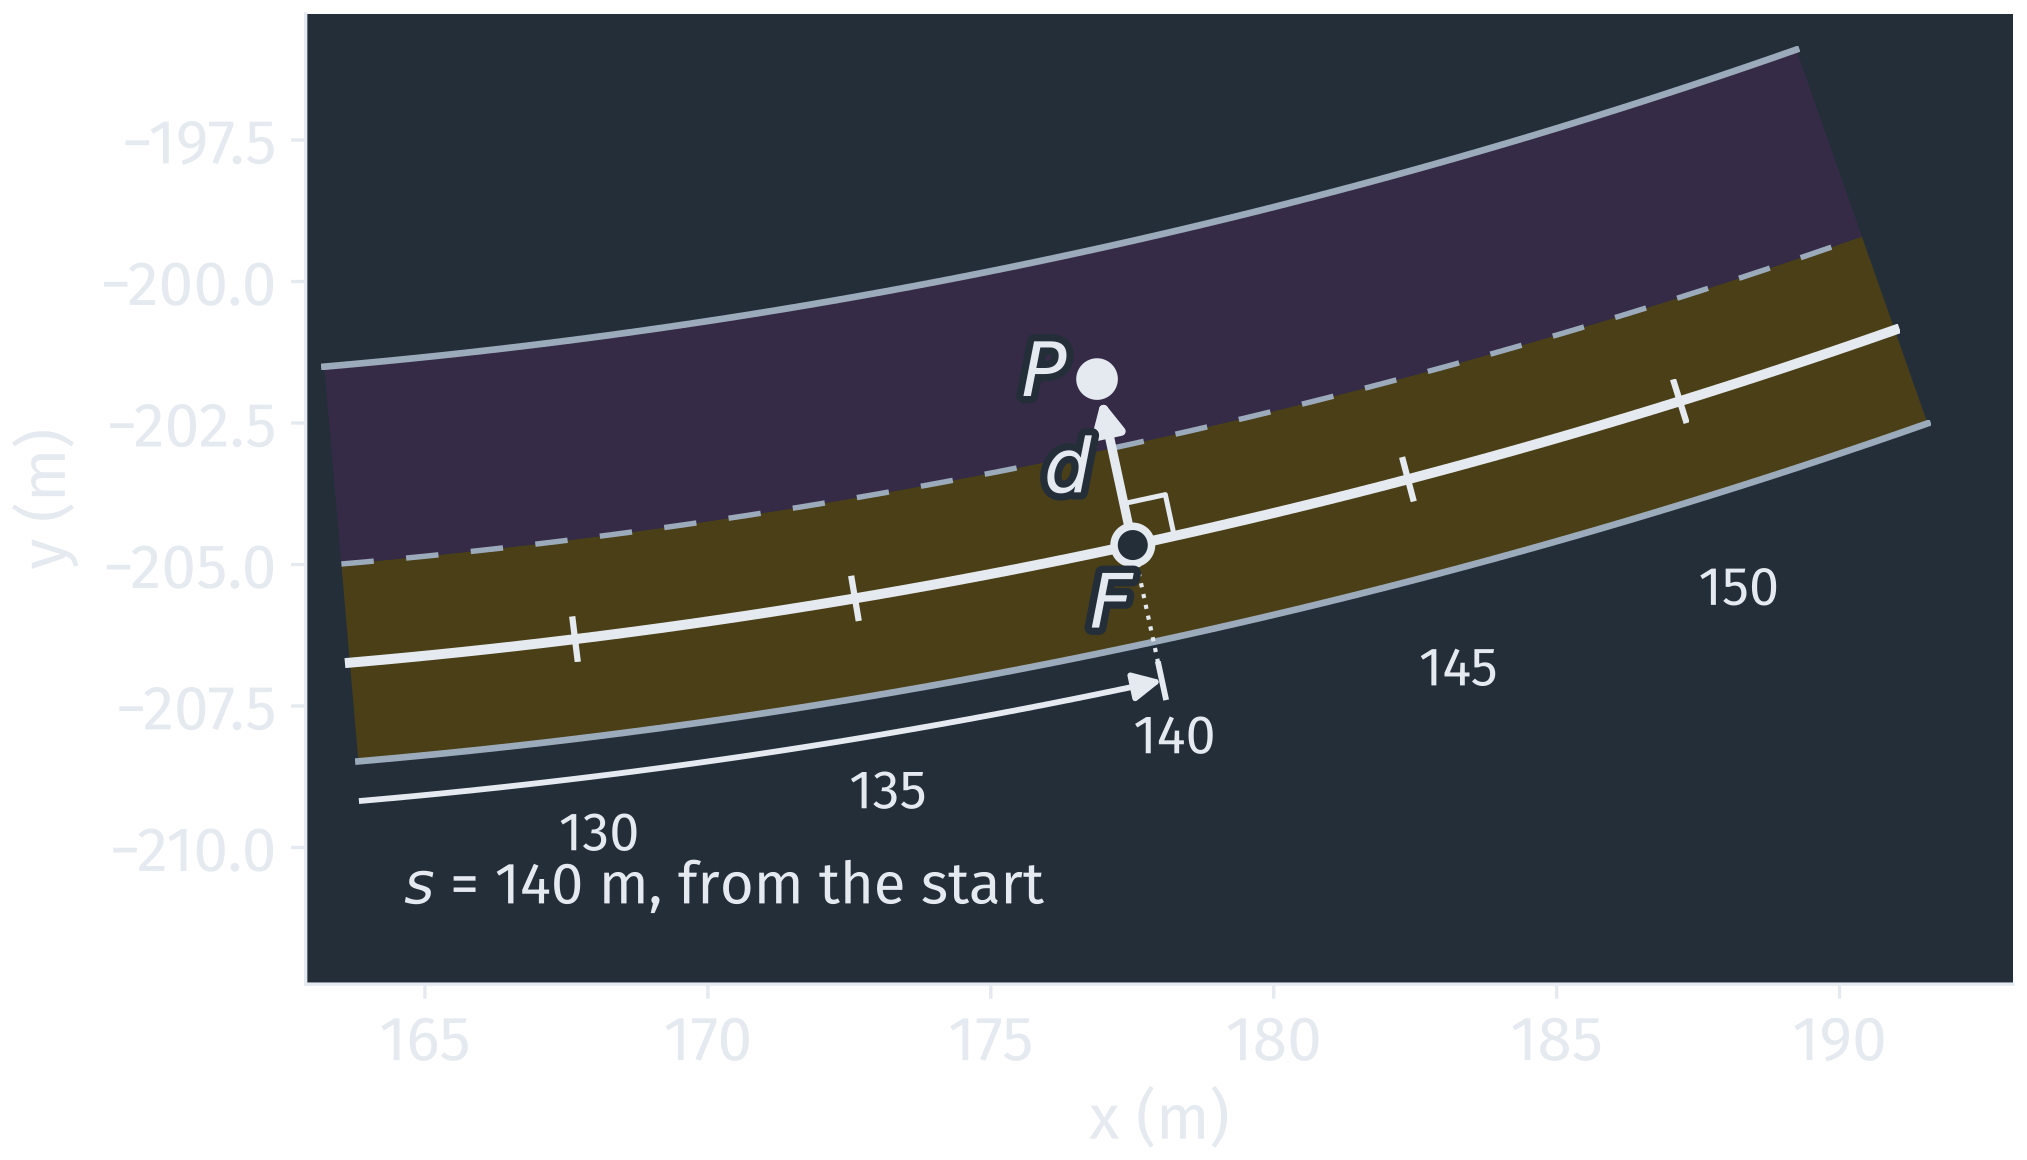 −197.5
−200.0
−202.5
−205.0
−207.5
−210.0
y (m)
P
d
F
150
145
140
135
130
s = 140 m, from the start
165 170 175 180 185 190
x (m)